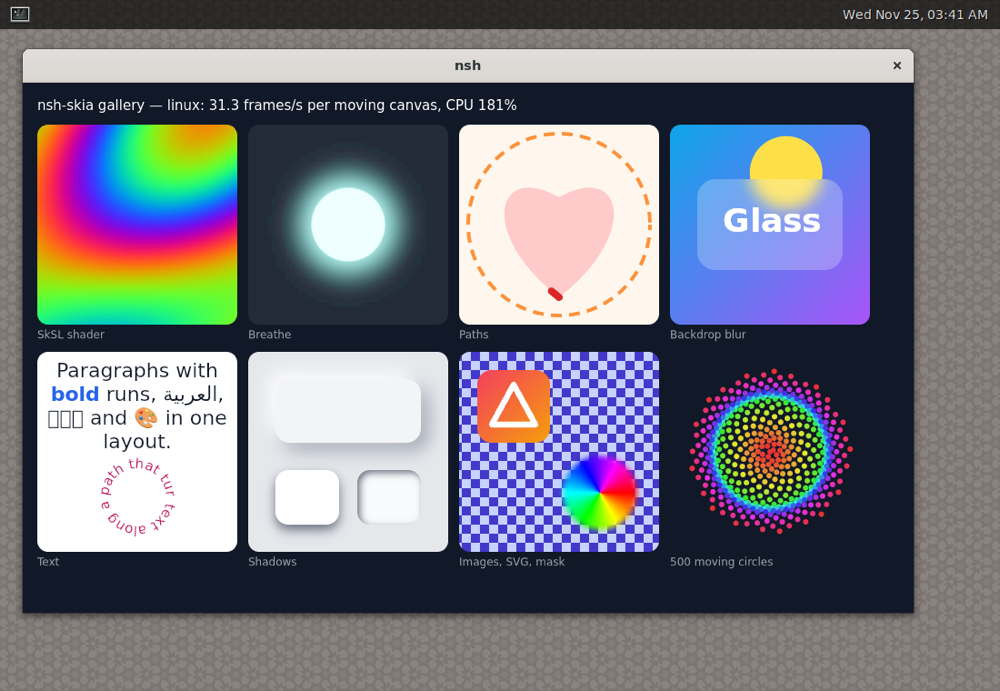 Wed Nov 25, 03:41 AM
nsh
nsh-skia gallery — linux: 31.3 frames/s per moving canvas, CPU 181%
Glass
SkSL shader
Breathe
Paths
Backdrop blur
Paragraphs with
bold runs, العربية,
and 🎨 in one
layout.
text along a path that tur
Text
Shadows
Images, SVG, mask
500 moving circles